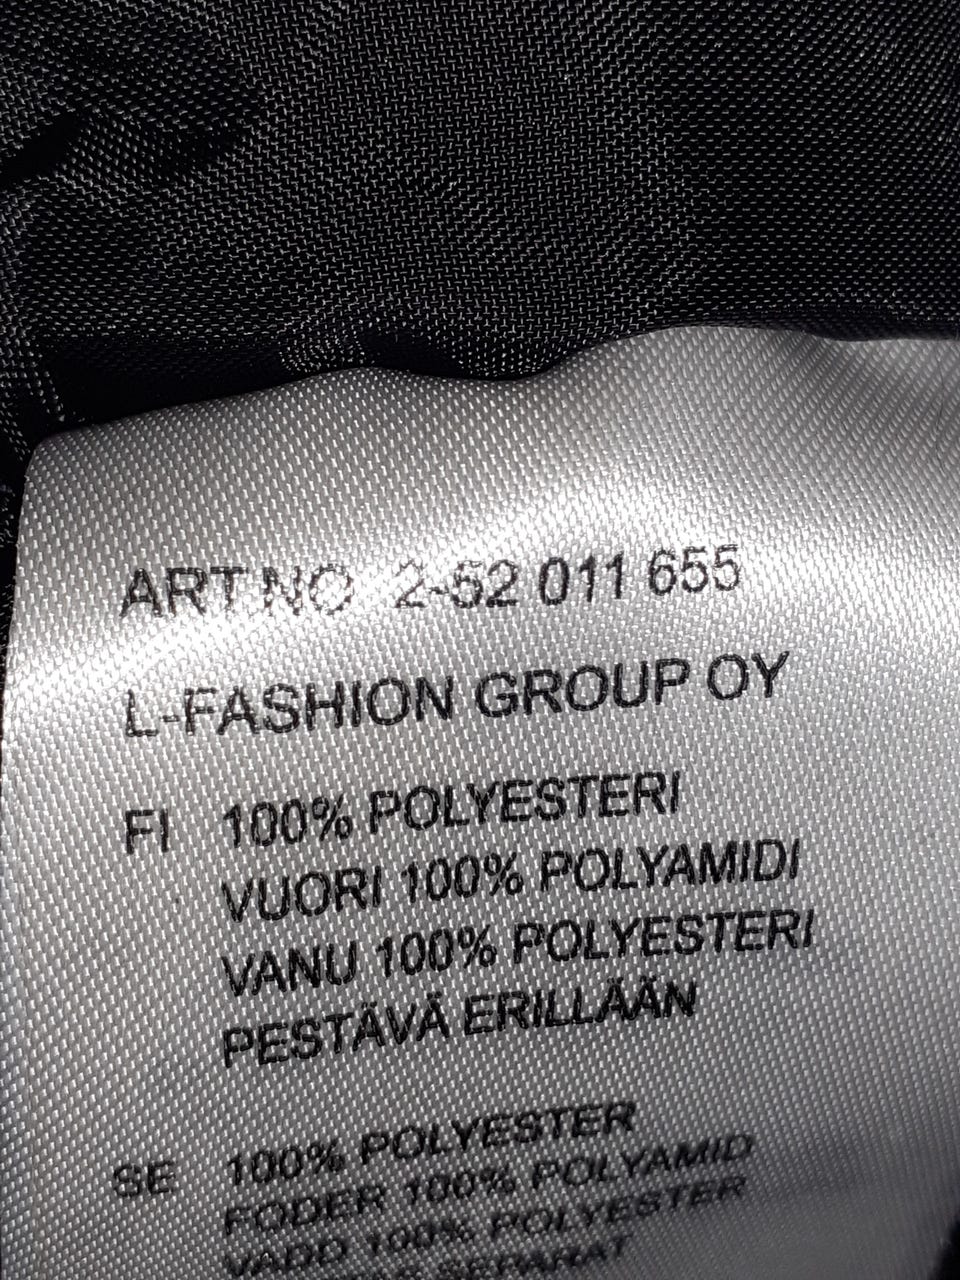 ART.NO 2-52 011 655
L-FASHION GROUP OY
FI 100% POLYESTERI
VUORI 100% POLYAMIDI
VANU 100% POLYESTERI
PESTÄVÄ ERILLÄÄN
SE 100% POLYESTER
FODER 100% POLYAMID
VADD 100% POLYESTER
SEPARAT